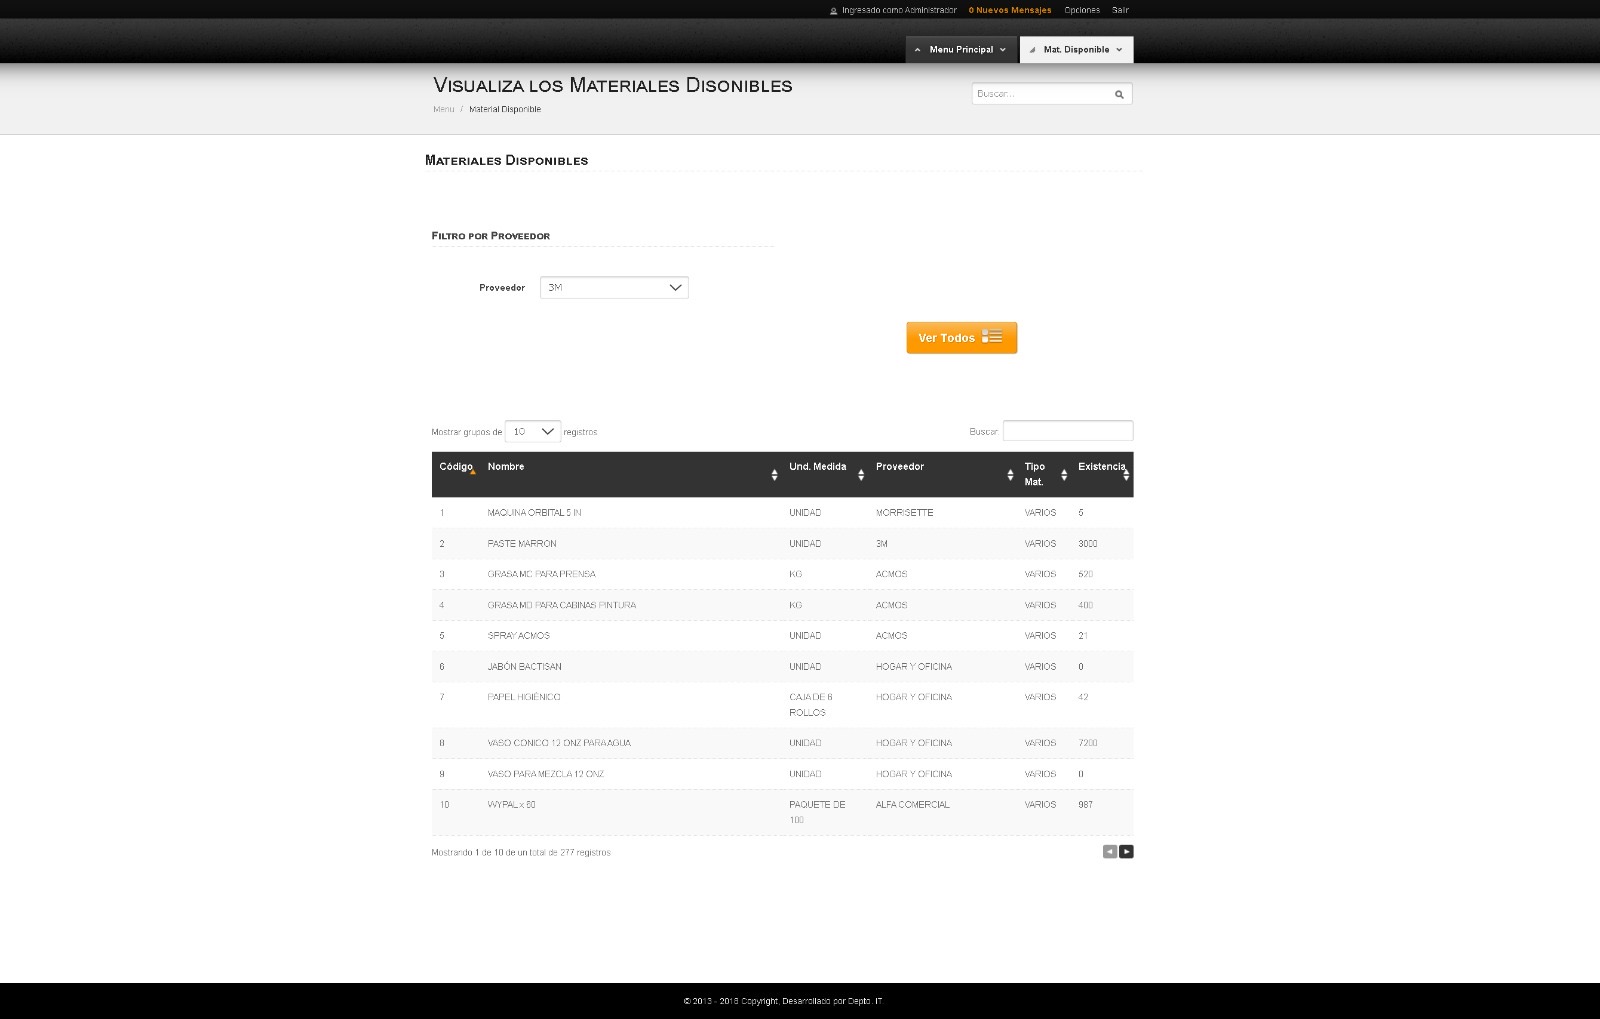 Ingresado como Administrador 0 Nuevos Mensajes Opciones Salir
Menu Principal Mat. Disponible
Visualiza los Materiales Disonibles
Buscar...
Menu / Material Disponible
Materiales Disponibles
Filtro por Proveedor
Proveedor 3M
Ver Todos
Mostrar grupos de 10 registros Buscar:
Código Nombre Und. Medida Proveedor Tipo Mat. Existencia
1 MAQUINA ORBITAL 5 IN UNIDAD MORRISETTE VARIOS 5
2 PASTE MARRON UNIDAD 3M VARIOS 3000
3 GRASA MC PARA PRENSA KG ACMOS VARIOS 520
4 GRASA MD PARA CABINAS PINTURA KG ACMOS VARIOS 400
5 SPRAY ACMOS UNIDAD ACMOS VARIOS 21
6 JABÓN BACTISAN UNIDAD HOGAR Y OFICINA VARIOS 0
7 PAPEL HIGIÉNICO CAJA DE 6 ROLLOS HOGAR Y OFICINA VARIOS 42
8 VASO CONICO 12 ONZ PARA AGUA UNIDAD HOGAR Y OFICINA VARIOS 7200
9 VASO PARA MEZCLA 12 ONZ UNIDAD HOGAR Y OFICINA VARIOS 0
10 WYPAL x 60 PAQUETE DE 100 ALFA COMERCIAL VARIOS 987
Mostrando 1 de 10 de un total de 277 registros
© 2013 - 2018 Copyright, Desarrollado por Depto. IT